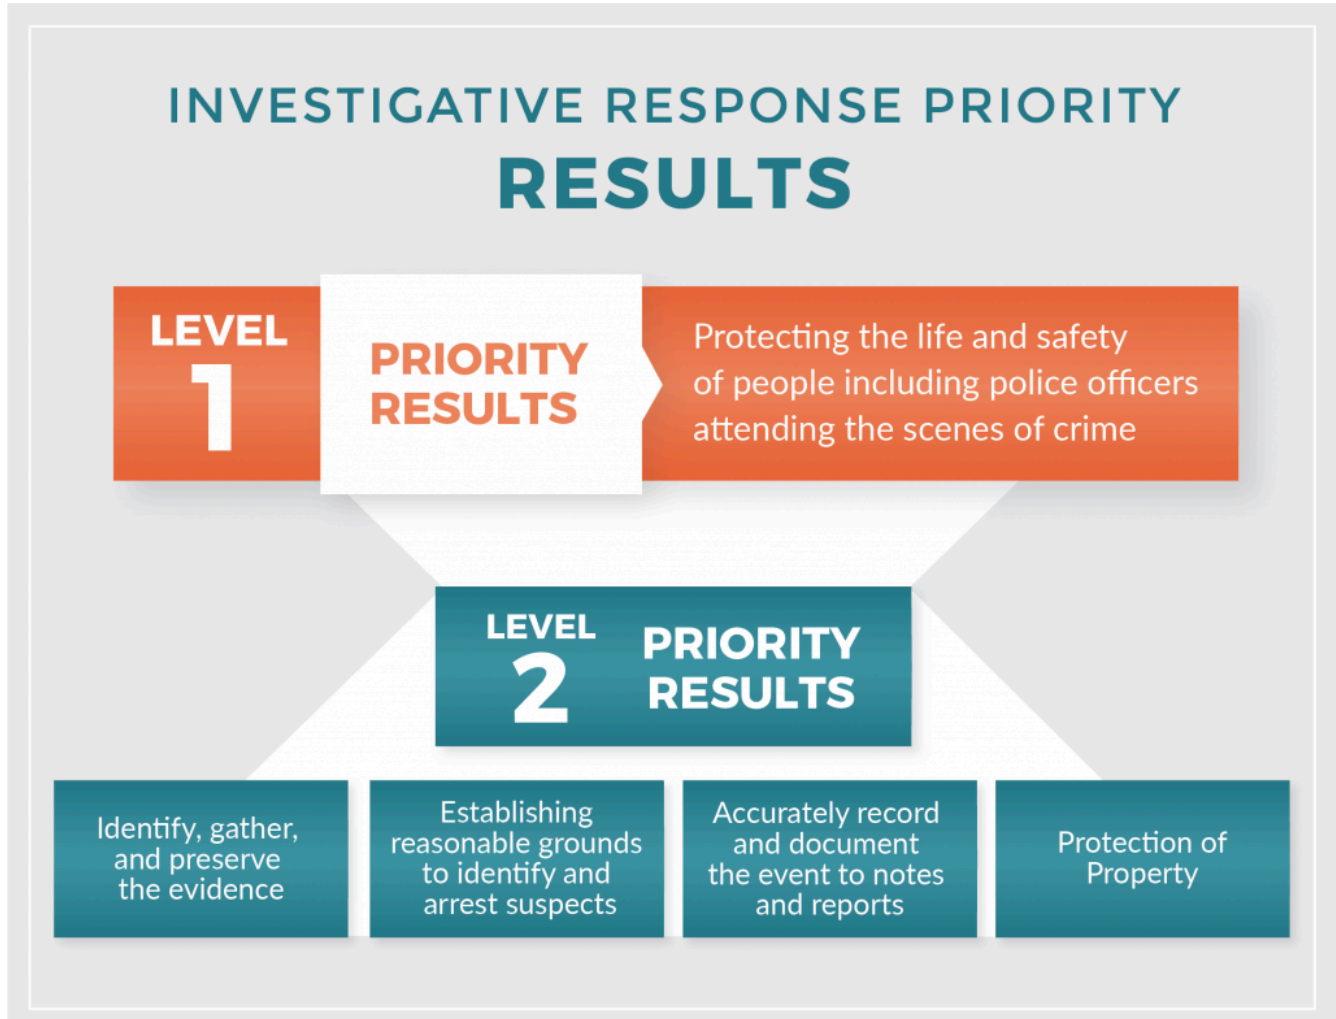 INVESTIGATIVE RESPONSE PRIORITY
RESULTS
LEVEL
1
PRIORITY
RESULTS
Protecting the life and safety
of people including police officers
attending the scenes of crime
LEVEL
2
PRIORITY
RESULTS
Identify, gather,
and preserve
the evidence
Establishing
reasonable grounds
to identify and
arrest suspects
Accurately record
and document
the event to notes
and reports
Protection of
Property